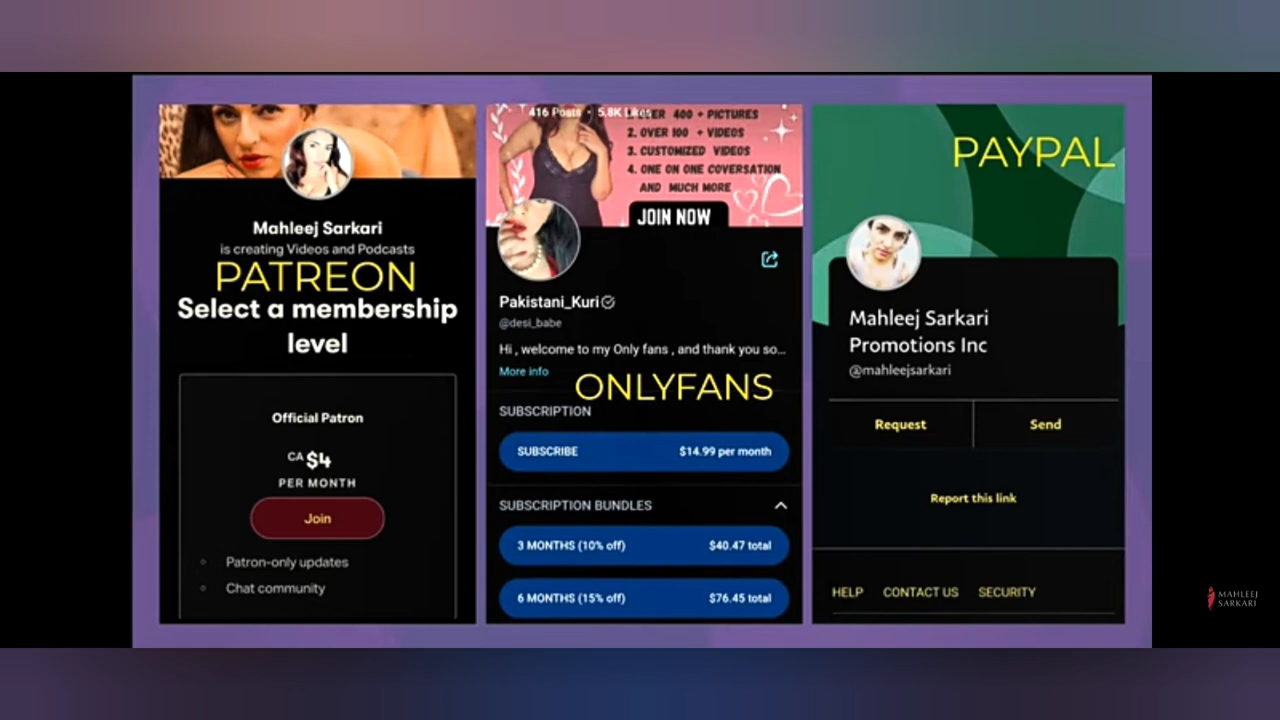 Mahleej Sarkari
is creating Videos and Podcasts
PATREON
Select a membership
level
Official Patron
CA $4
PER MONTH
Join
Patron-only updates
Chat community
416 Posts • 5.8K Likes
OVER 400 + PICTURES
2. OVER 100 + VIDEOS
3. CUSTOMIZED VIDEOS
4. ONE ON ONE COVERSATION
AND MUCH MORE
JOIN NOW
Pakistani_Kuri
@desi_babe
Hi , welcome to my Only fans , and thank you so...
More info
ONLYFANS
SUBSCRIPTION
SUBSCRIBE $14.99 per month
SUBSCRIPTION BUNDLES
3 MONTHS (10% off) $40.47 total
6 MONTHS (15% off) $76.45 total
PAYPAL
Mahleej Sarkari
Promotions Inc
@mahleejsarkari
Request Send
Report this link
HELP CONTACT US SECURITY
MAHLEEJ
SARKARI